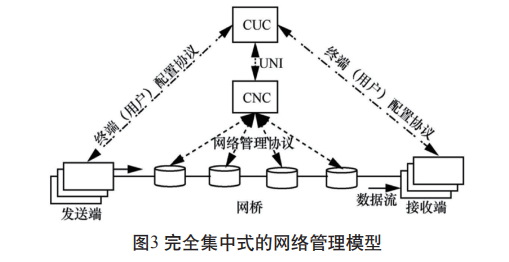 CUC
UNI
终端（用户）配置协议
终端（用户）配置协议
CNC
网络管理协议
发送端
网桥
数据流
接收端
图3 完全集中式的网络管理模型